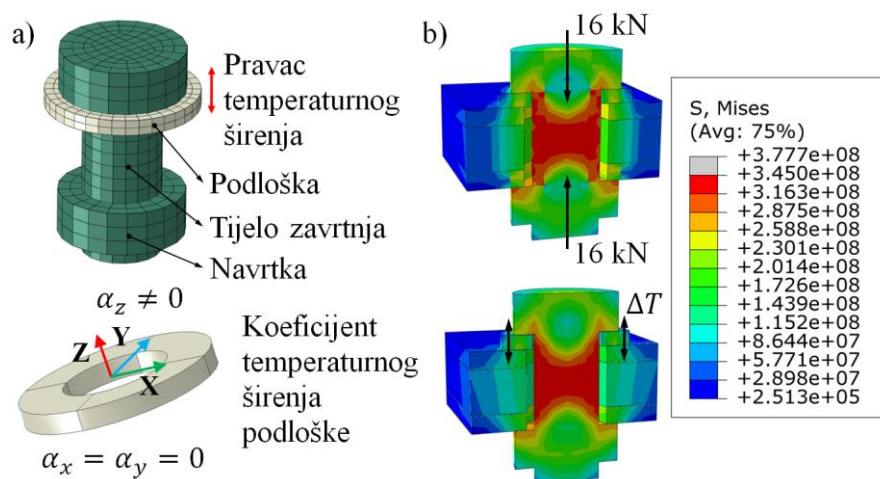 a)
Pravac
temperaturnog
širenja
Podloška
Tijelo zavrtnja
Navrtka
α_z ≠ 0
Z
Y
X
Koeficijent
temperaturnog
širenja
podloške
α_x = α_y = 0
b)
16 kN
16 kN
ΔT
S, Mises
(Avg: 75%)
+3.777e+08
+3.450e+08
+3.163e+08
+2.875e+08
+2.588e+08
+2.301e+08
+2.014e+08
+1.726e+08
+1.439e+08
+1.152e+08
+8.644e+07
+5.771e+07
+2.898e+07
+2.513e+05